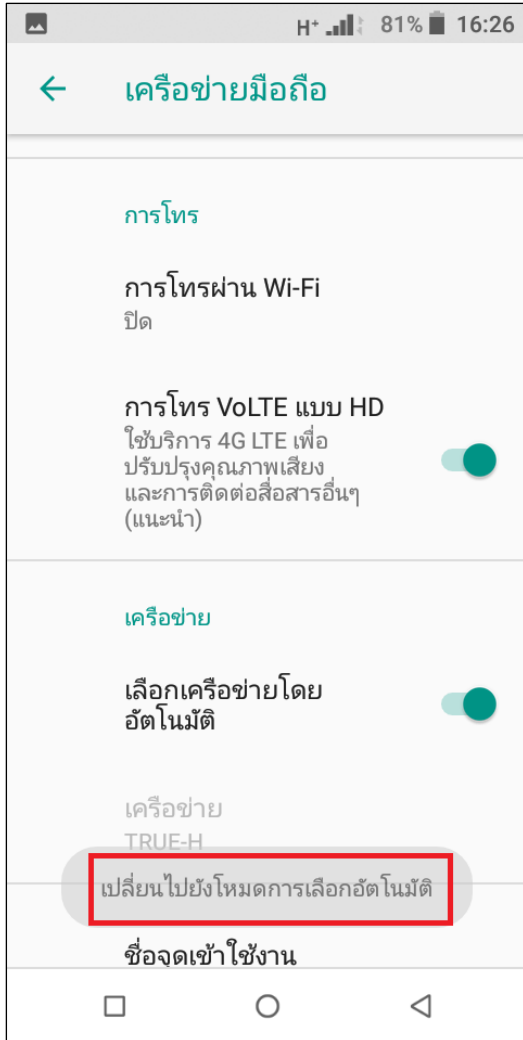 H+ 81% 16:26
เครือข่ายมือถือ
การโทร
การโทรผ่าน Wi-Fi
ปิด
การโทร VoLTE แบบ HD
ใช้บริการ 4G LTE เพื่อ
ปรับปรุงคุณภาพเสียง
และการติดต่อสื่อสารอื่นๆ
(แนะนำ)
เครือข่าย
เลือกเครือข่ายโดย
อัตโนมัติ
เครือข่าย
TRUE-H
เปลี่ยนไปยังโหมดการเลือกอัตโนมัติ
ชื่อจุดเข้าใช้งาน